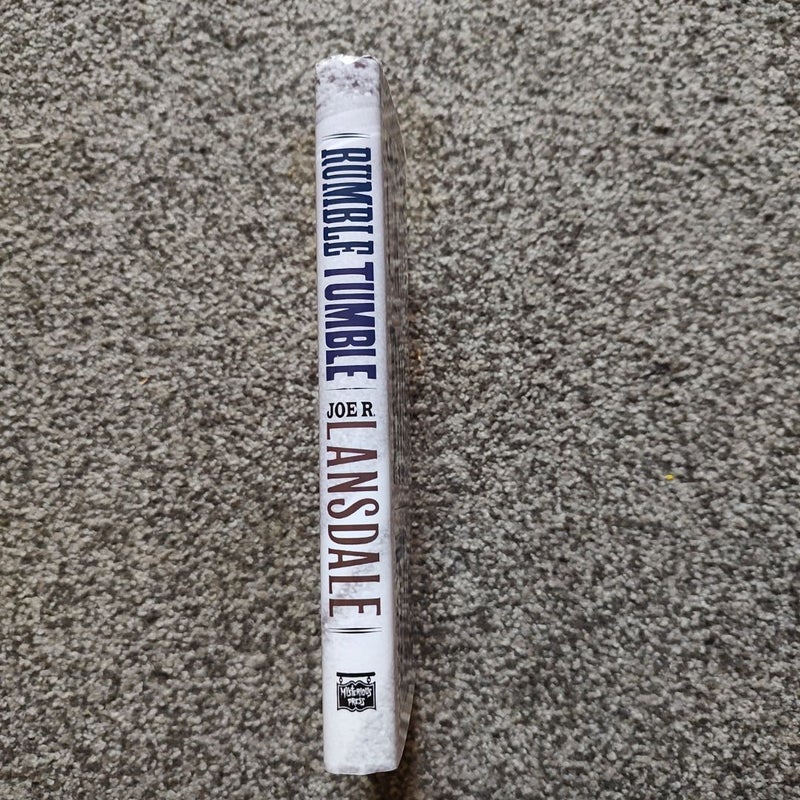 RUMBLE TUMBLE
JOE R.
LANSDALE
MYSTERIOUS
PRESS